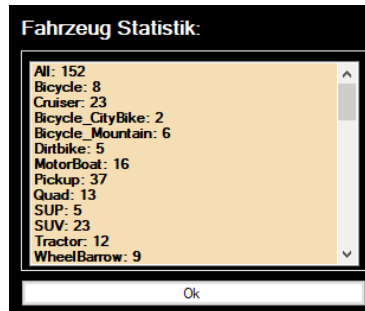 Fahrzeug Statistik:
All: 152
Bicycle: 8
Cruiser: 23
Bicycle_CityBike: 2
Bicycle_Mountain: 6
Dirtbike: 5
MotorBoat: 16
Pickup: 37
Quad: 13
SUP: 5
SUV: 23
Tractor: 12
WheelBarrow: 9
Ok